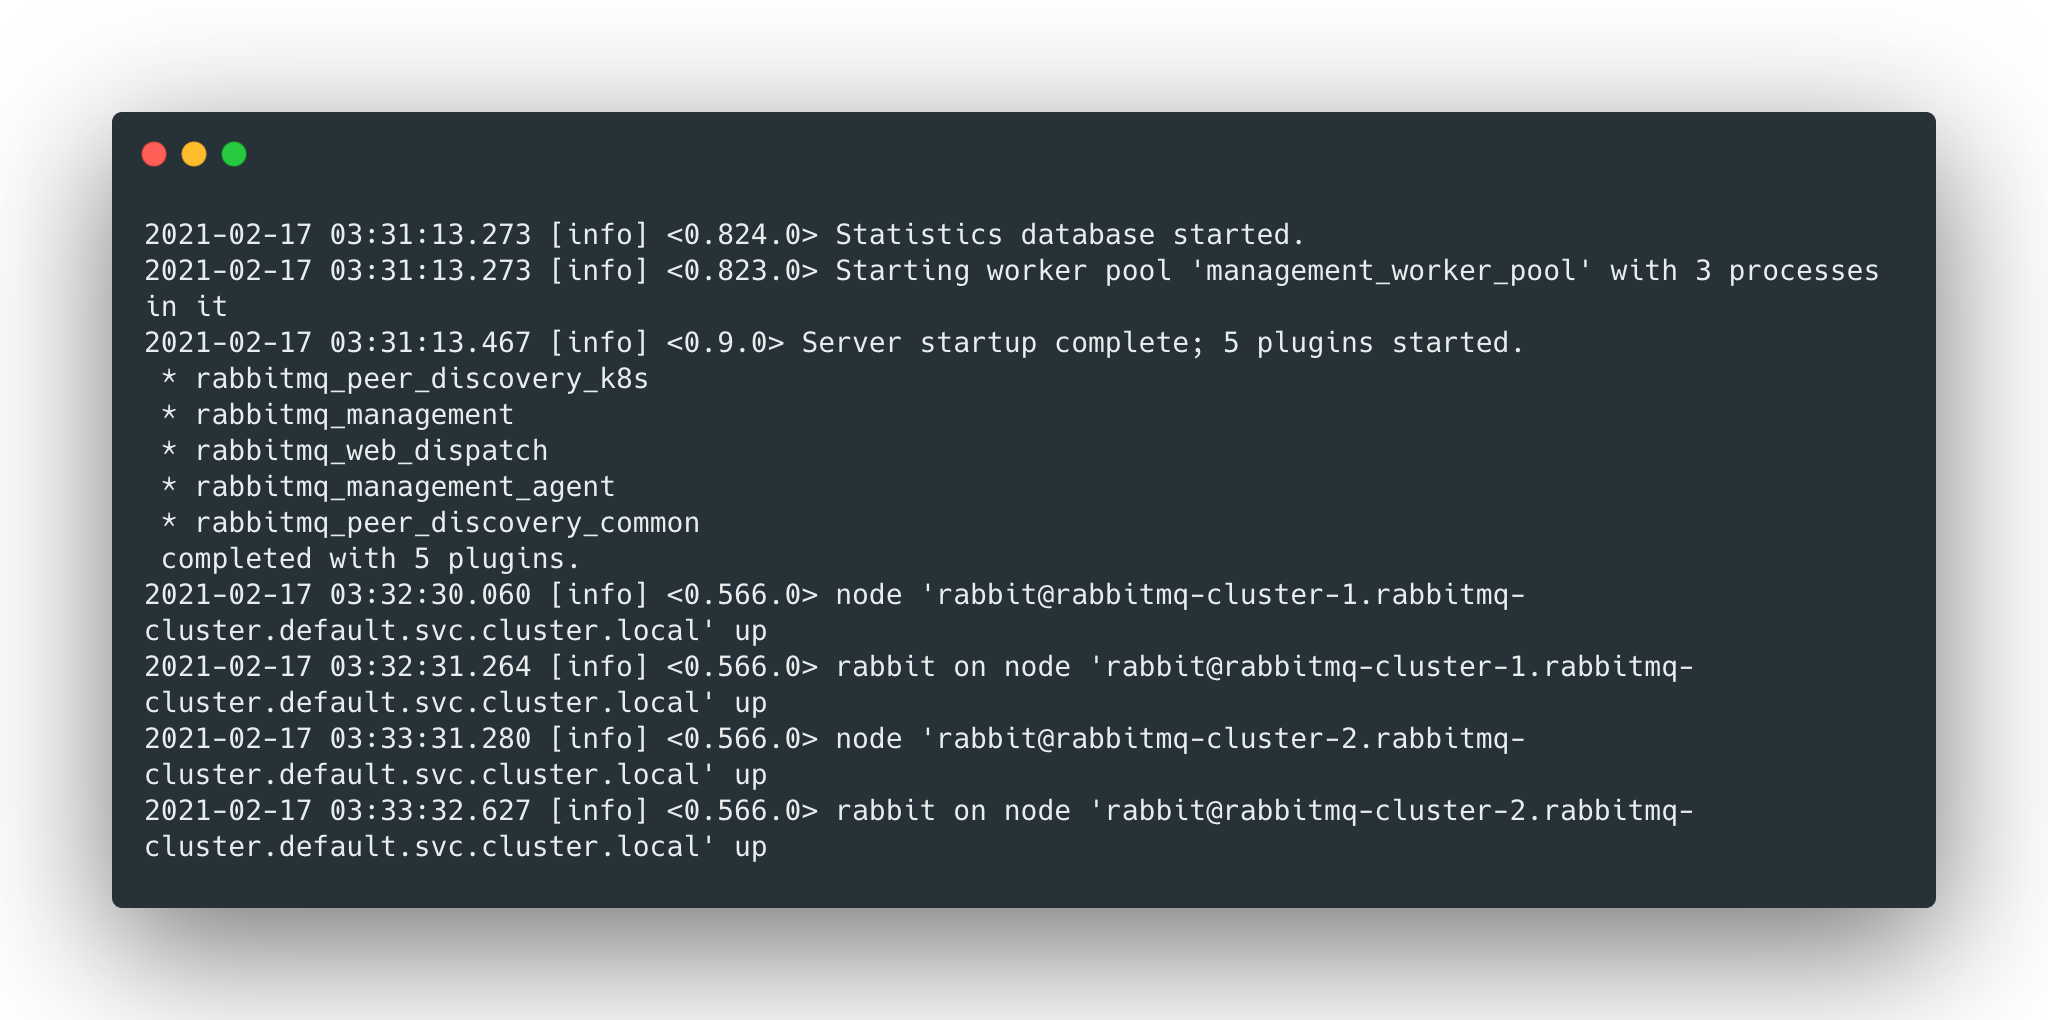 2021-02-17 03:31:13.273 [info] <0.824.0> Statistics database started.
2021-02-17 03:31:13.273 [info] <0.823.0> Starting worker pool 'management_worker_pool' with 3 processes
in it
2021-02-17 03:31:13.467 [info] <0.9.0> Server startup complete; 5 plugins started.
 * rabbitmq_peer_discovery_k8s
 * rabbitmq_management
 * rabbitmq_web_dispatch
 * rabbitmq_management_agent
 * rabbitmq_peer_discovery_common
 completed with 5 plugins.
2021-02-17 03:32:30.060 [info] <0.566.0> node 'rabbit@rabbitmq-cluster-1.rabbitmq-
cluster.default.svc.cluster.local' up
2021-02-17 03:32:31.264 [info] <0.566.0> rabbit on node 'rabbit@rabbitmq-cluster-1.rabbitmq-
cluster.default.svc.cluster.local' up
2021-02-17 03:33:31.280 [info] <0.566.0> node 'rabbit@rabbitmq-cluster-2.rabbitmq-
cluster.default.svc.cluster.local' up
2021-02-17 03:33:32.627 [info] <0.566.0> rabbit on node 'rabbit@rabbitmq-cluster-2.rabbitmq-
cluster.default.svc.cluster.local' up